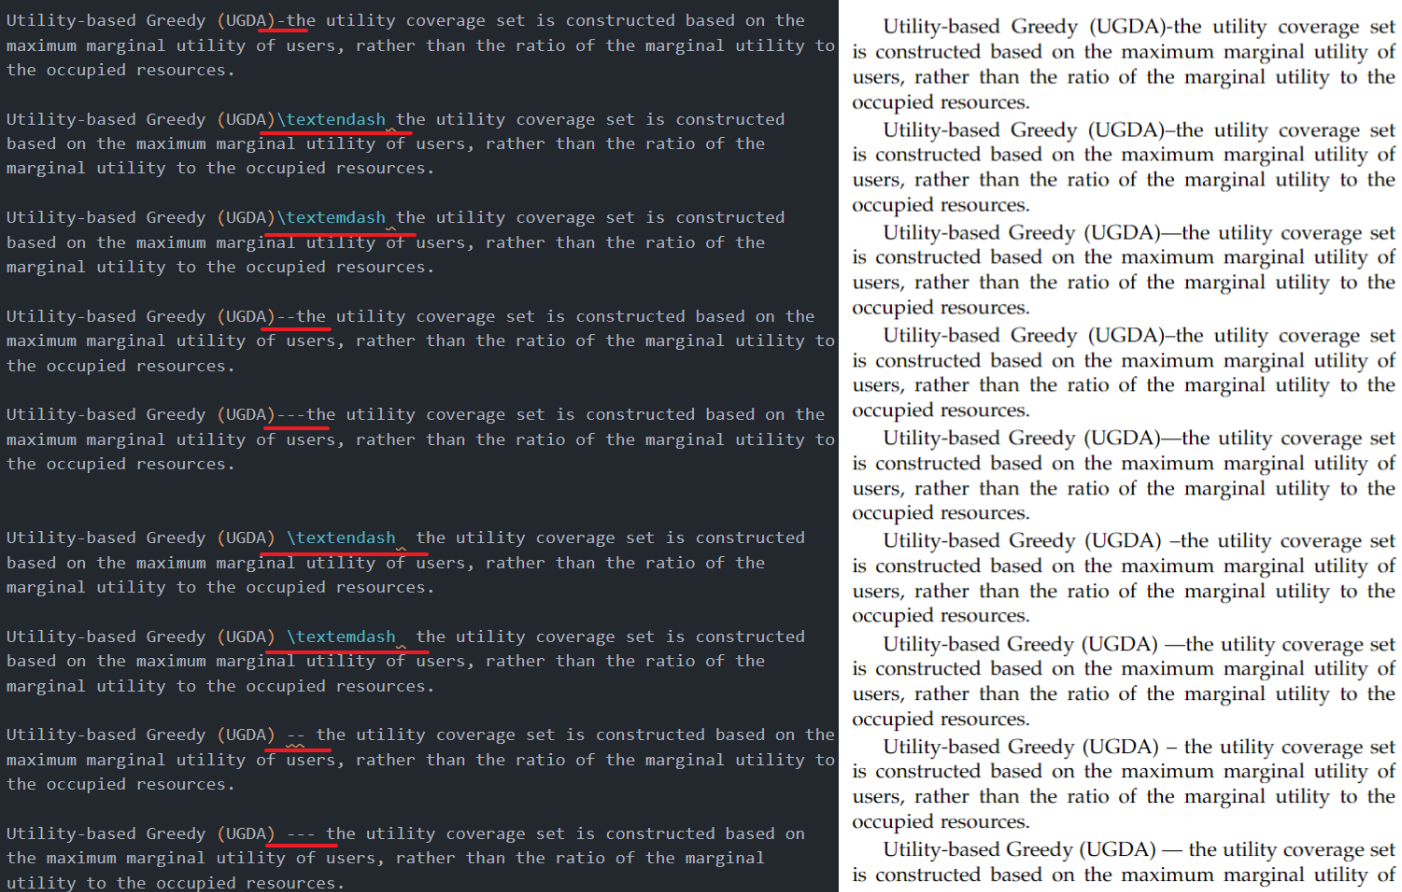 Utility-based Greedy (UGDA)-the utility coverage set is constructed based on the
maximum marginal utility of users, rather than the ratio of the marginal utility to
the occupied resources.
Utility-based Greedy (UGDA)\textendash the utility coverage set is constructed
based on the maximum marginal utility of users, rather than the ratio of the
marginal utility to the occupied resources.
Utility-based Greedy (UGDA)\textemdash the utility coverage set is constructed
based on the maximum marginal utility of users, rather than the ratio of the
marginal utility to the occupied resources.
Utility-based Greedy (UGDA)--the utility coverage set is constructed based on the
maximum marginal utility of users, rather than the ratio of the marginal utility to
the occupied resources.
Utility-based Greedy (UGDA)---the utility coverage set is constructed based on the
maximum marginal utility of users, rather than the ratio of the marginal utility to
the occupied resources.
Utility-based Greedy (UGDA) \textendash  the utility coverage set is constructed
based on the maximum marginal utility of users, rather than the ratio of the
marginal utility to the occupied resources.
Utility-based Greedy (UGDA) \textemdash  the utility coverage set is constructed
based on the maximum marginal utility of users, rather than the ratio of the
marginal utility to the occupied resources.
Utility-based Greedy (UGDA) -- the utility coverage set is constructed based on the
maximum marginal utility of users, rather than the ratio of the marginal utility to
the occupied resources.
Utility-based Greedy (UGDA) --- the utility coverage set is constructed based on
the maximum marginal utility of users, rather than the ratio of the marginal
utility to the occupied resources.
Utility-based Greedy (UGDA)-the utility coverage set
is constructed based on the maximum marginal utility of
users, rather than the ratio of the marginal utility to the
occupied resources.
Utility-based Greedy (UGDA)–the utility coverage set
is constructed based on the maximum marginal utility of
users, rather than the ratio of the marginal utility to the
occupied resources.
Utility-based Greedy (UGDA)—the utility coverage set
is constructed based on the maximum marginal utility of
users, rather than the ratio of the marginal utility to the
occupied resources.
Utility-based Greedy (UGDA)–the utility coverage set
is constructed based on the maximum marginal utility of
users, rather than the ratio of the marginal utility to the
occupied resources.
Utility-based Greedy (UGDA)—the utility coverage set
is constructed based on the maximum marginal utility of
users, rather than the ratio of the marginal utility to the
occupied resources.
Utility-based Greedy (UGDA) –the utility coverage set
is constructed based on the maximum marginal utility of
users, rather than the ratio of the marginal utility to the
occupied resources.
Utility-based Greedy (UGDA) —the utility coverage set
is constructed based on the maximum marginal utility of
users, rather than the ratio of the marginal utility to the
occupied resources.
Utility-based Greedy (UGDA) – the utility coverage set
is constructed based on the maximum marginal utility of
users, rather than the ratio of the marginal utility to the
occupied resources.
Utility-based Greedy (UGDA) — the utility coverage set
is constructed based on the maximum marginal utility of